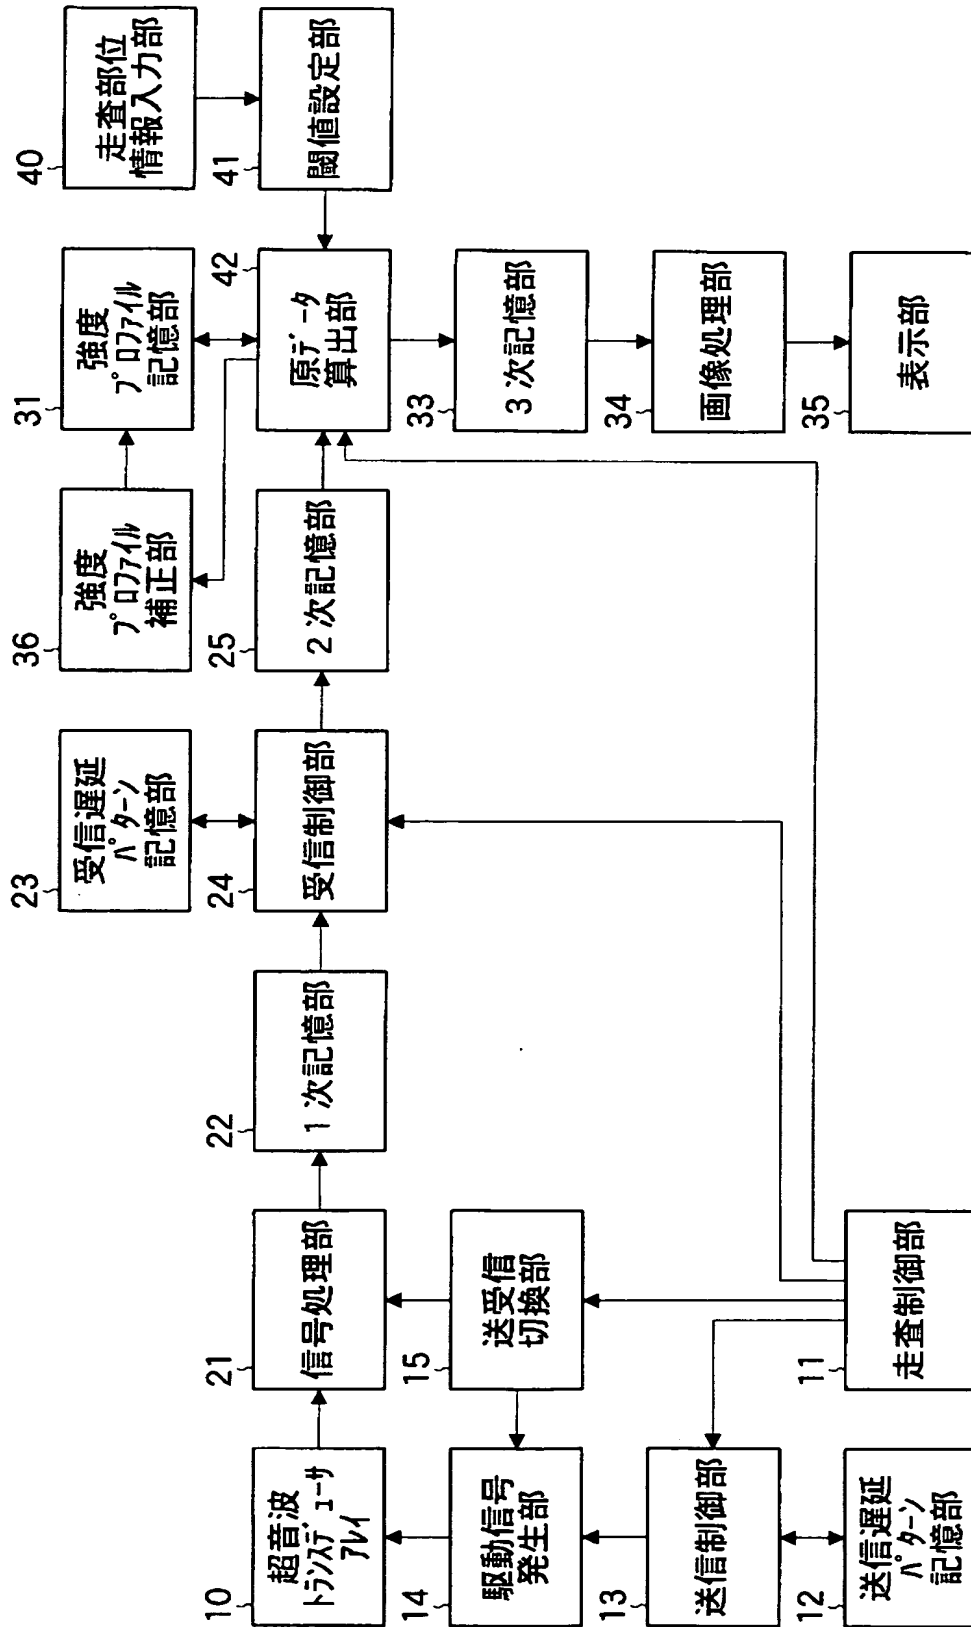 10
超音波
トランスデューサ
アレイ
21
信号処理部
22
1次記憶部
23
受信遅延
パターン
記憶部
24
受信制御部
25
2次記憶部
36
強度
プロファイル
補正部
31
強度
プロファイル
記憶部
42
原データ
算出部
40
走査部位
情報入力部
41
閾値設定部
14
駆動信号
発生部
15
送受信
切換部
33
3次記憶部
13
送信制御部
34
画像処理部
12
送信遅延
パターン
記憶部
11
走査制御部
35
表示部